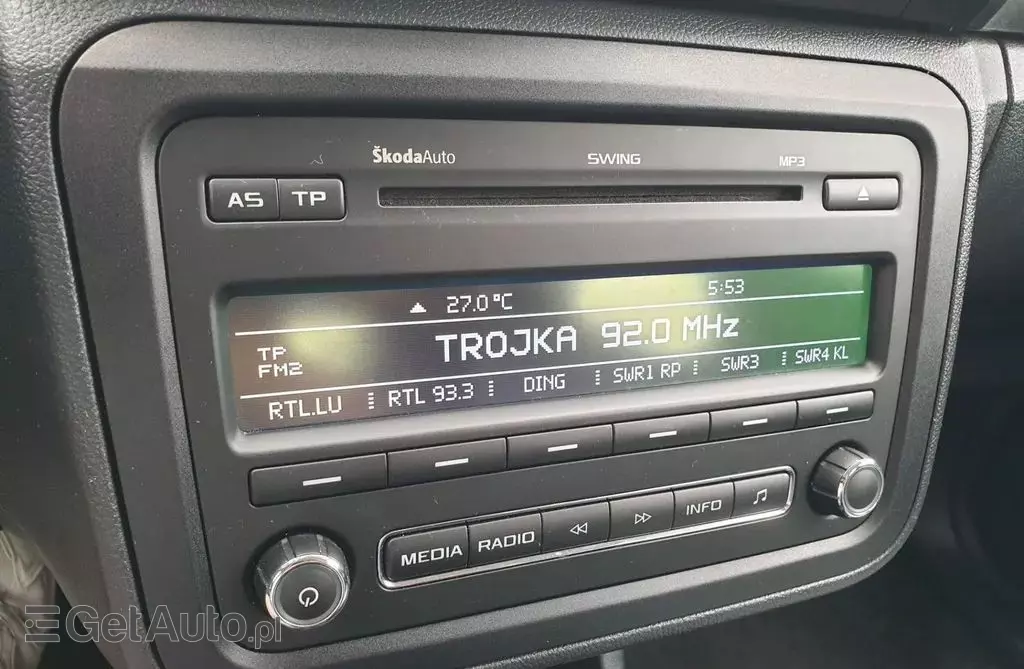 ŠkodaAuto SWING MP3
AS TP
27.0°C 5:53
TROJKA 92.0 MHz
TP
FM2
RTL.LU RTL 93.3 DING SWR1 RP SWR3 SWR4 KL
MEDIA RADIO INFO
GetAuto.pl